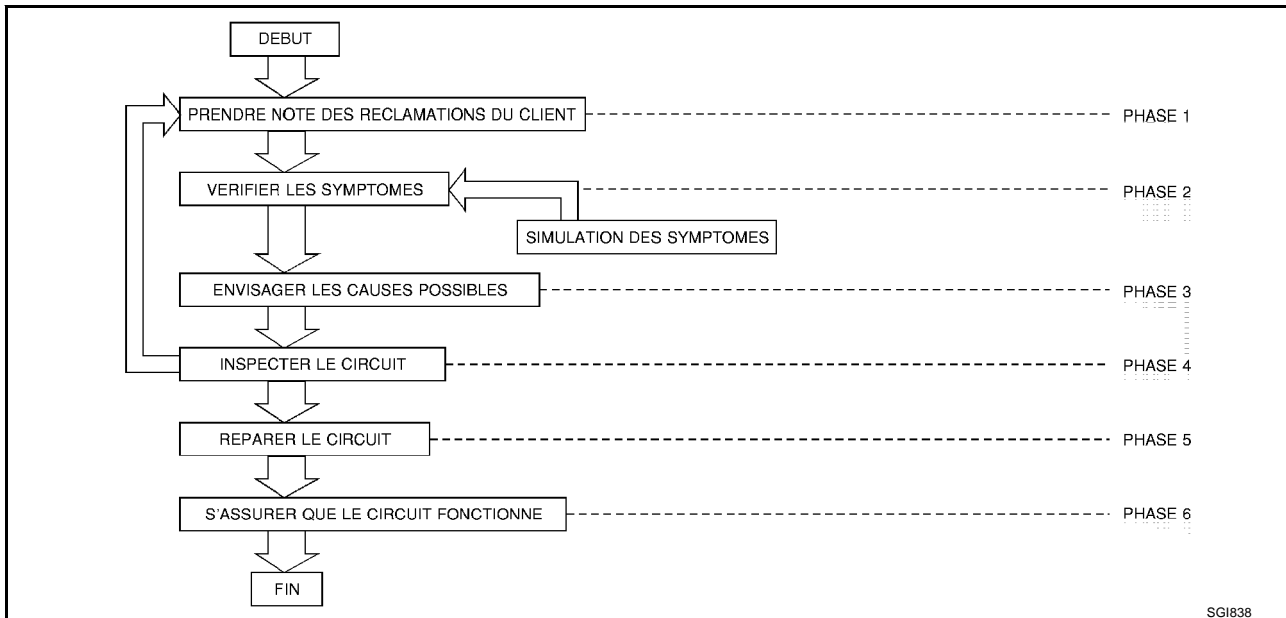 DEBUT
PRENDRE NOTE DES RECLAMATIONS DU CLIENT
PHASE 1
VERIFIER LES SYMPTOMES
PHASE 2
SIMULATION DES SYMPTOMES
ENVISAGER LES CAUSES POSSIBLES
PHASE 3
INSPECTER LE CIRCUIT
PHASE 4
REPARER LE CIRCUIT
PHASE 5
S'ASSURER QUE LE CIRCUIT FONCTIONNE
PHASE 6
FIN
SGI838